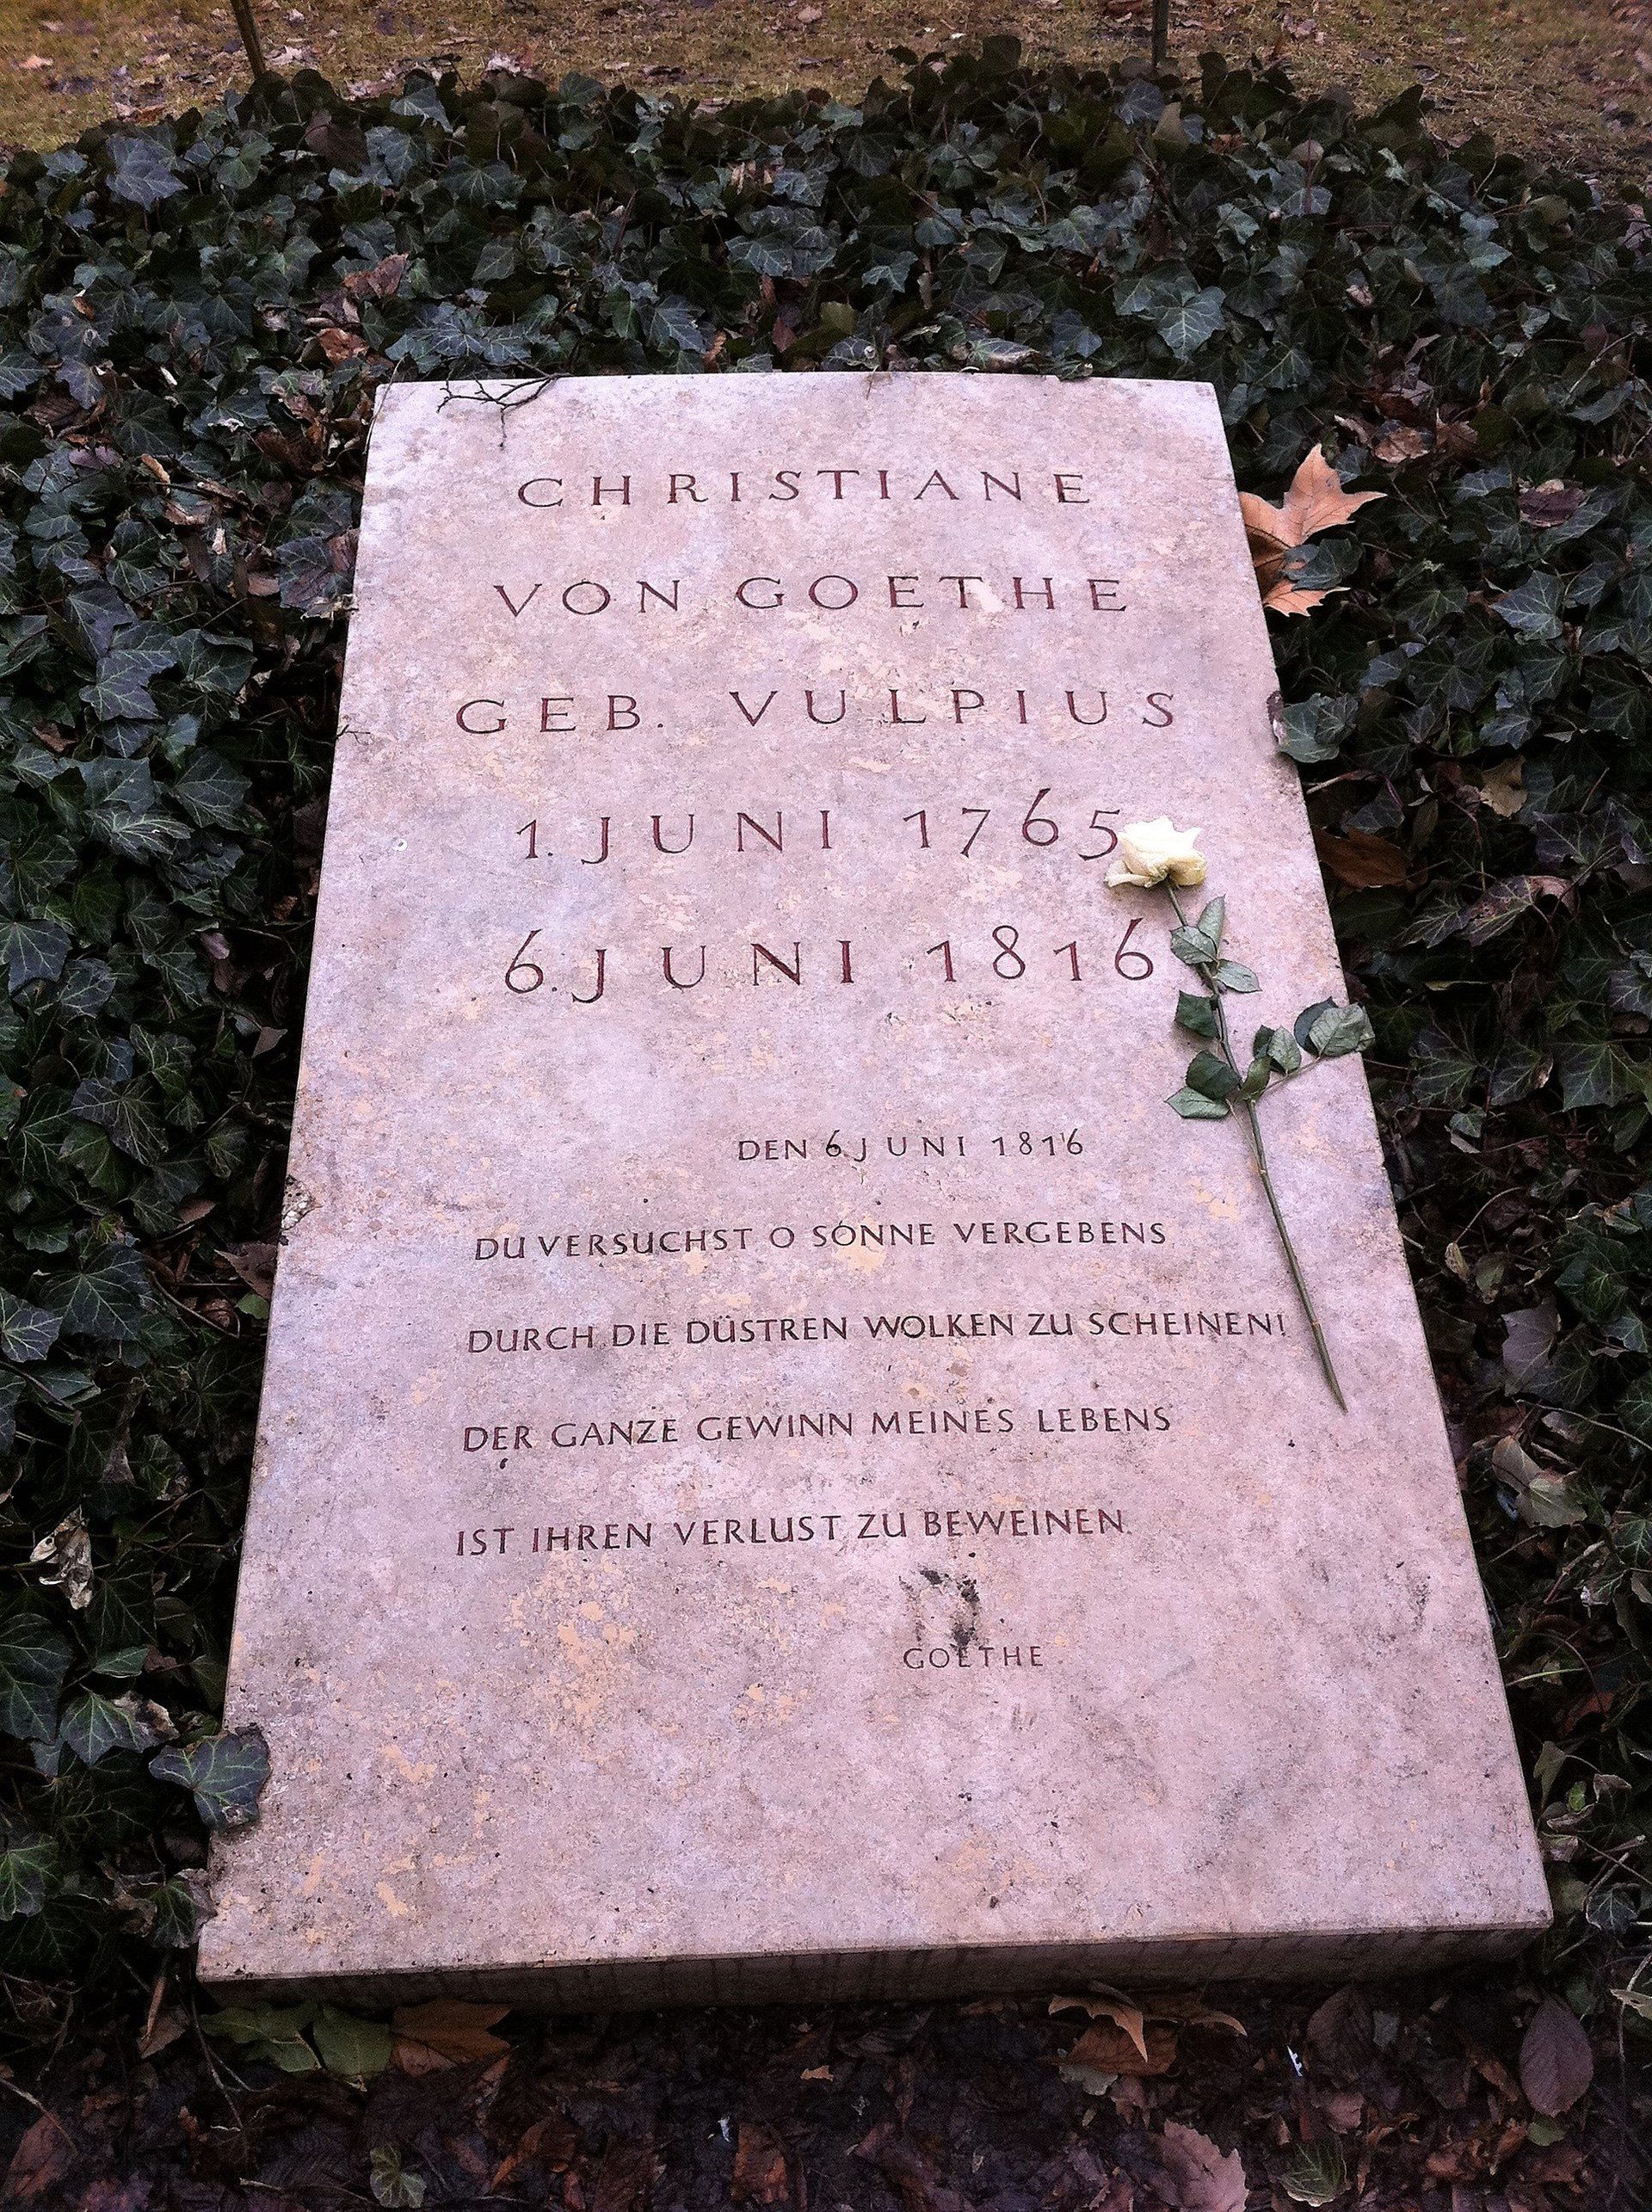 CHRISTIANE
VON GOETHE
GEB. VULPIUS
1. JUNI 1765
6. JUNI 1816
DEN 6. JUNI 1816
DU VERSUCHST O SONNE VERGEBENS
DURCH DIE DÜSTREN WOLKEN ZU SCHEINEN!
DER GANZE GEWINN MEINES LEBENS
IST IHREN VERLUST ZU BEWEINEN.
GOETHE